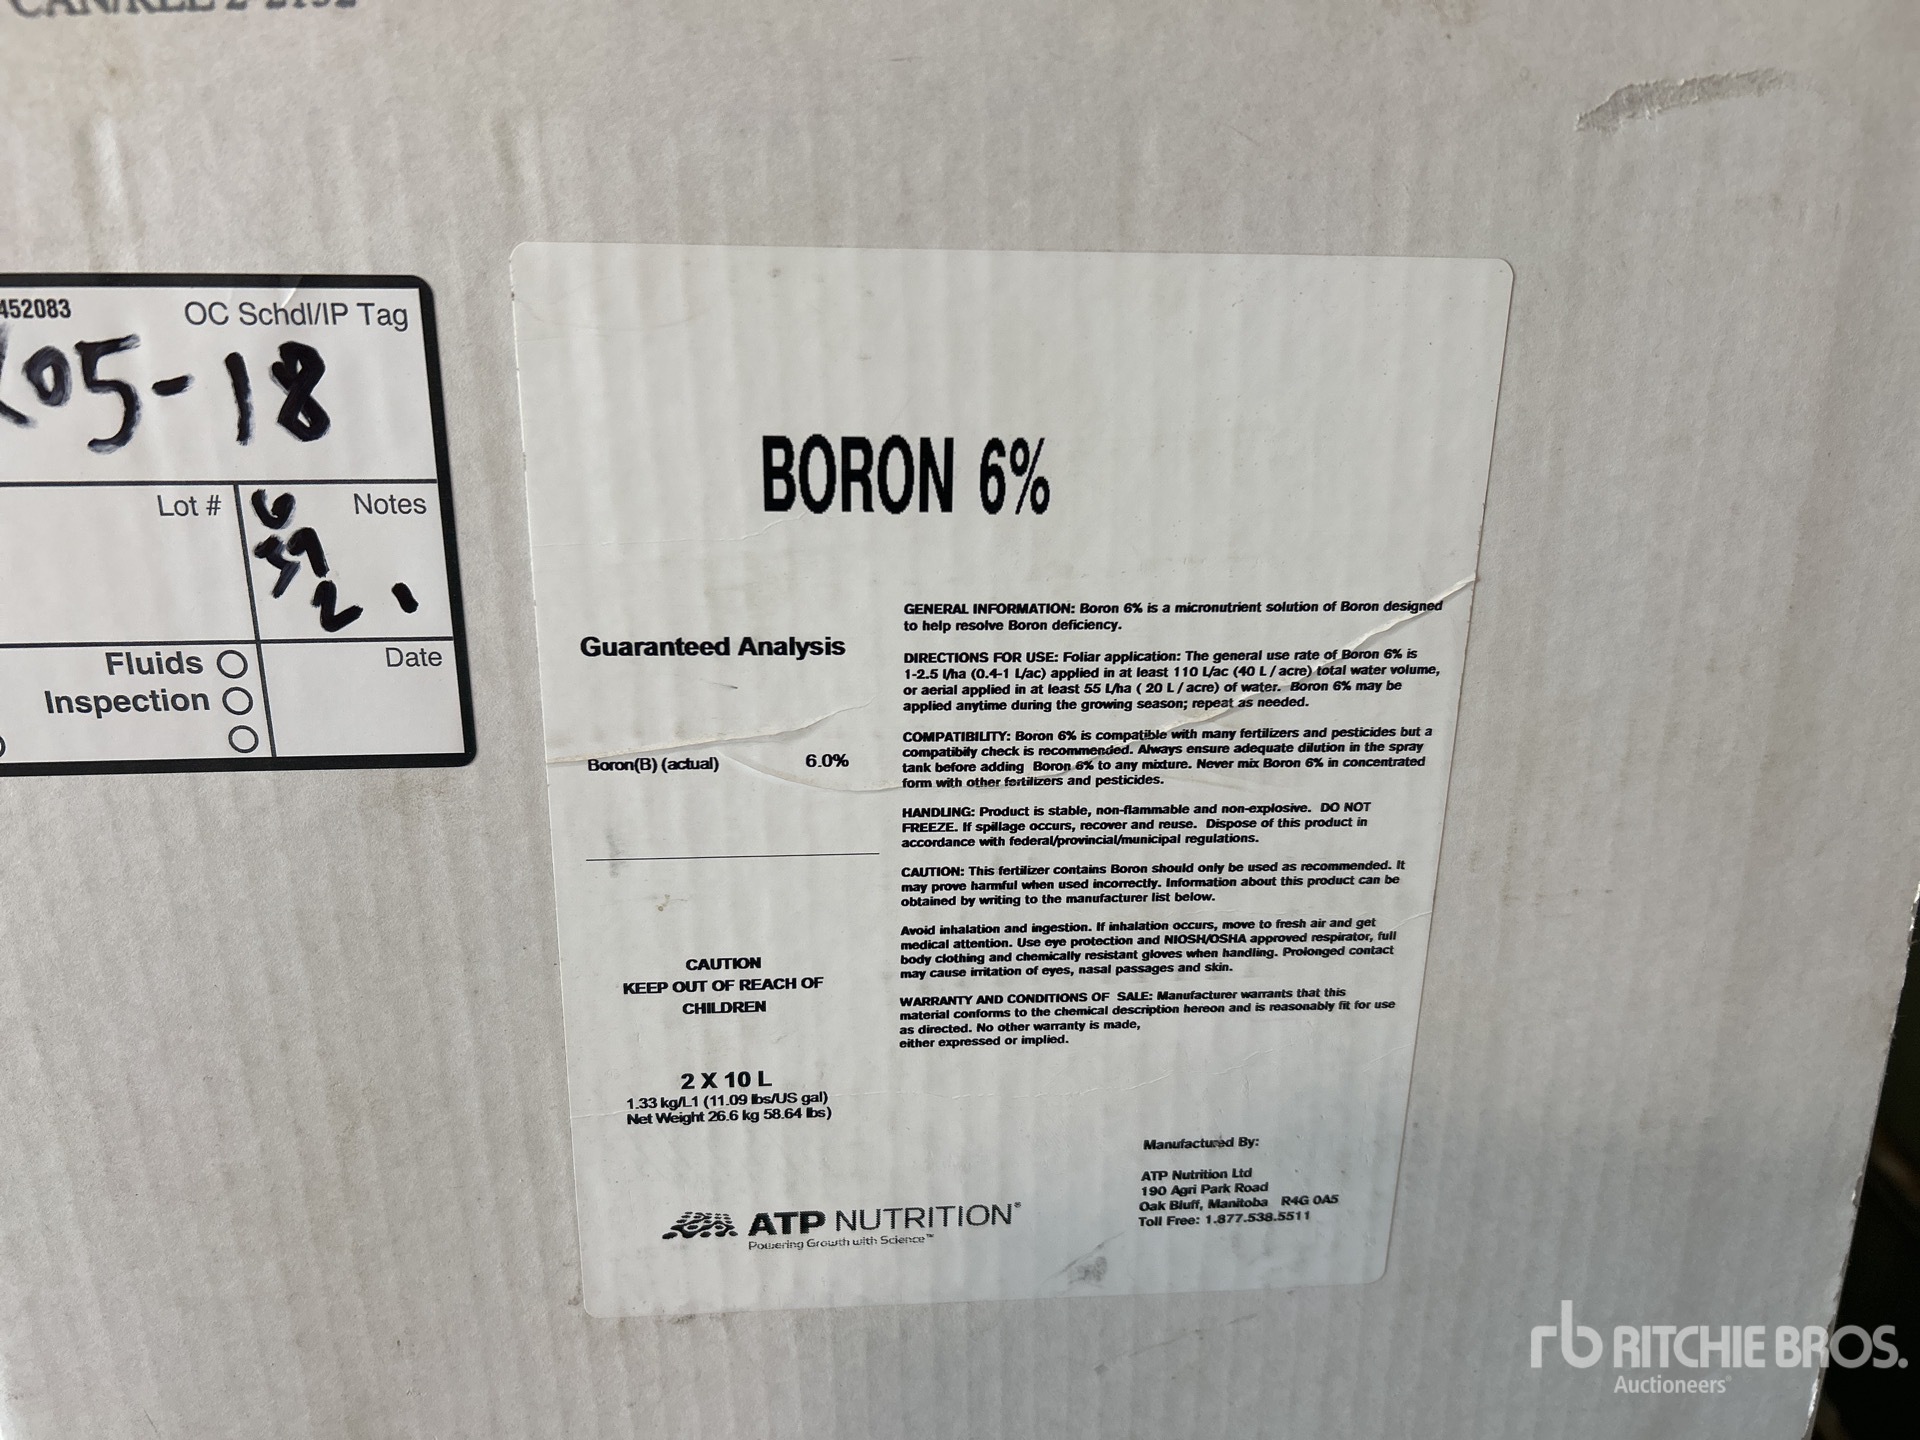 452083 OC Schdl/IP Tag
05-18
Lot #
Notes
6
39
2.
Fluids
Inspection
Date
BORON 6%
Guaranteed Analysis
Boron(B) (actual) 6.0%
CAUTION
KEEP OUT OF REACH OF
CHILDREN
2 X 10 L
1.33 kg/L1 (11.09 lbs/US gal)
Net Weight 26.6 kg 58.64 lbs)
GENERAL INFORMATION: Boron 6% is a micronutrient solution of Boron designed
to help resolve Boron deficiency.
DIRECTIONS FOR USE: Foliar application: The general use rate of Boron 6% is
1-2.5 l/ha (0.4-1 L/ac) applied in at least 110 L/ac (40 L / acre) total water volume,
or aerial applied in at least 55 L/ha ( 20 L / acre) of water. Boron 6% may be
applied anytime during the growing season; repeat as needed.
COMPATIBILITY: Boron 6% is compatible with many fertilizers and pesticides but a
compatibily check is recommended. Always ensure adequate dilution in the spray
tank before adding Boron 6% to any mixture. Never mix Boron 6% in concentrated
form with other fertilizers and pesticides.
HANDLING: Product is stable, non-flammable and non-explosive. DO NOT
FREEZE. If spillage occurs, recover and reuse. Dispose of this product in
accordance with federal/provincial/municipal regulations.
CAUTION: This fertilizer contains Boron should only be used as recommended. It
may prove harmful when used incorrectly. Information about this product can be
obtained by writing to the manufacturer list below.
Avoid inhalation and ingestion. If inhalation occurs, move to fresh air and get
medical attention. Use eye protection and NIOSH/OSHA approved respirator, full
body clothing and chemically resistant gloves when handling. Prolonged contact
may cause irritation of eyes, nasal passages and skin.
WARRANTY AND CONDITIONS OF SALE: Manufacturer warrants that this
material conforms to the chemical description hereon and is reasonably fit for use
as directed. No other warranty is made,
either expressed or implied.
Manufactured By:
ATP Nutrition Ltd
190 Agri Park Road
Oak Bluff, Manitoba R4G 0A5
Toll Free: 1.877.538.5511
ATP NUTRITION®
Powering Growth with Science™
rb RITCHIE BROS.
Auctioneers